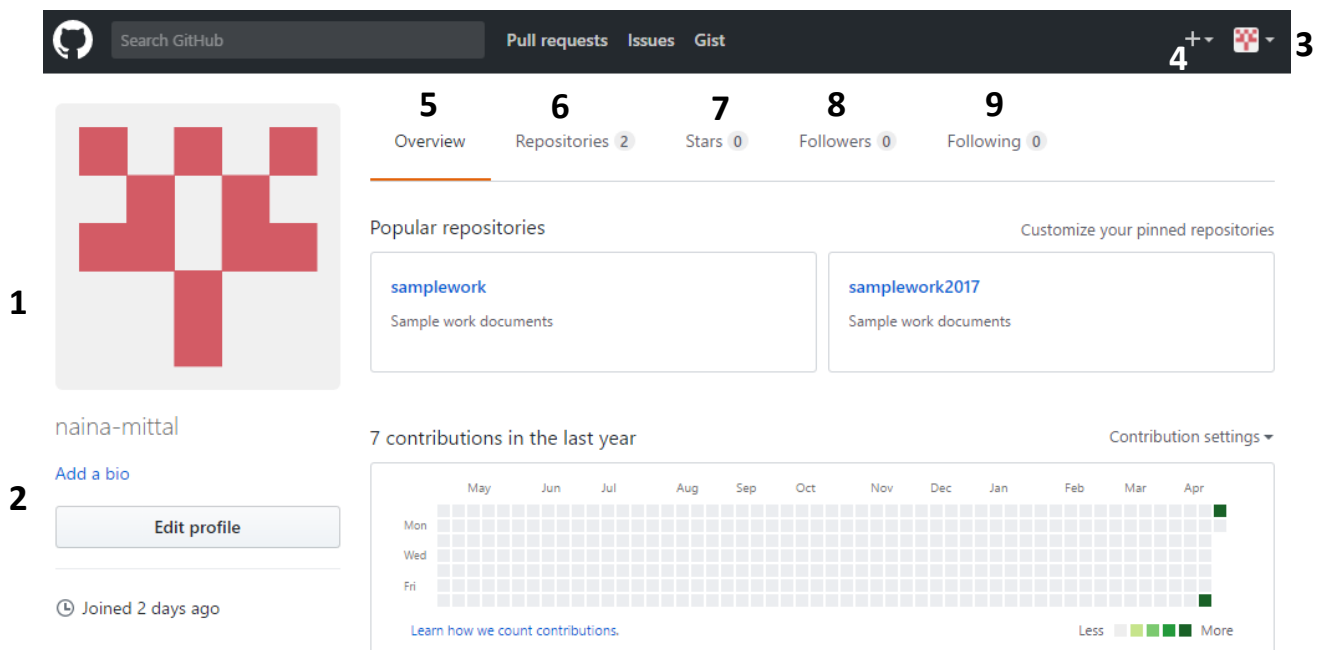 Search GitHub Pull requests Issues Gist
3
4
5 6 7 8 9
Overview Repositories 2 Stars 0 Followers 0 Following 0
1
naina-mittal
Add a bio
2
Edit profile
Joined 2 days ago
Popular repositories Customize your pinned repositories
samplework
Sample work documents
samplework2017
Sample work documents
7 contributions in the last year Contribution settings
May Jun Jul Aug Sep Oct Nov Dec Jan Feb Mar Apr
Mon
Wed
Fri
Learn how we count contributions. Less More